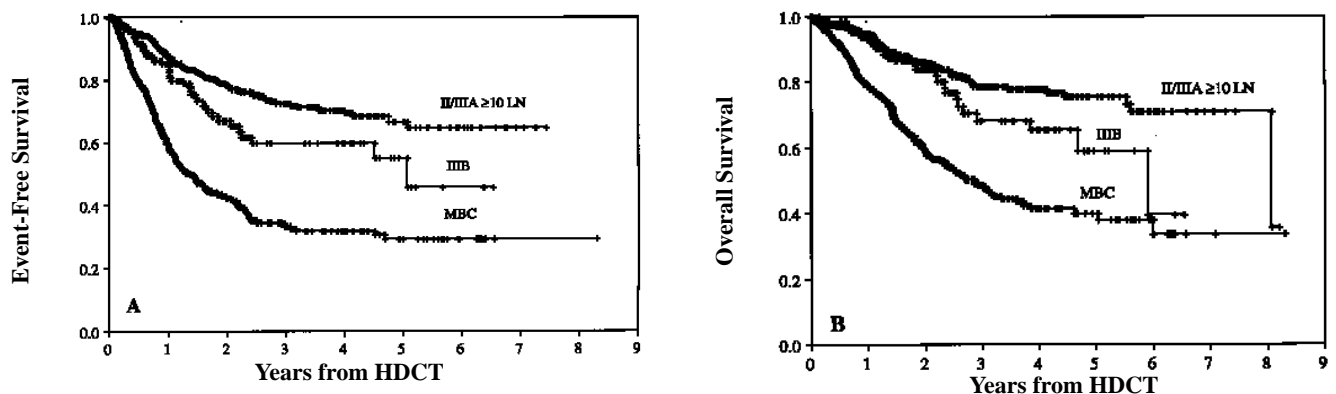 Event-Free Survival
1.0
0.8
0.6
0.4
0.2
0.0
II/IIIA ≥10 LN
IIIB
MBC
A
0 1 2 3 4 5 6 7 8 9
Years from HDCT
Overall Survival
1.0
0.8
0.6
0.4
0.2
0.0
II/IIIA ≥10 LN
IIIB
MBC
B
0 1 2 3 4 5 6 7 8 9
Years from HDCT